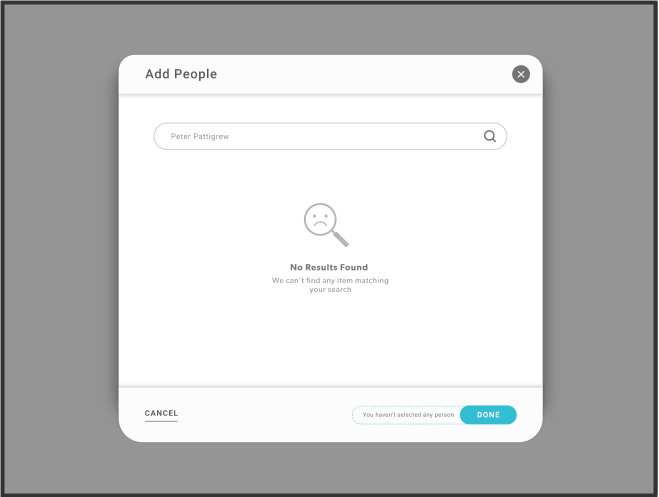 Add People
Peter Pattigrew
No Results Found
We can't find any item matching
your search
CANCEL
You haven't selected any person
DONE